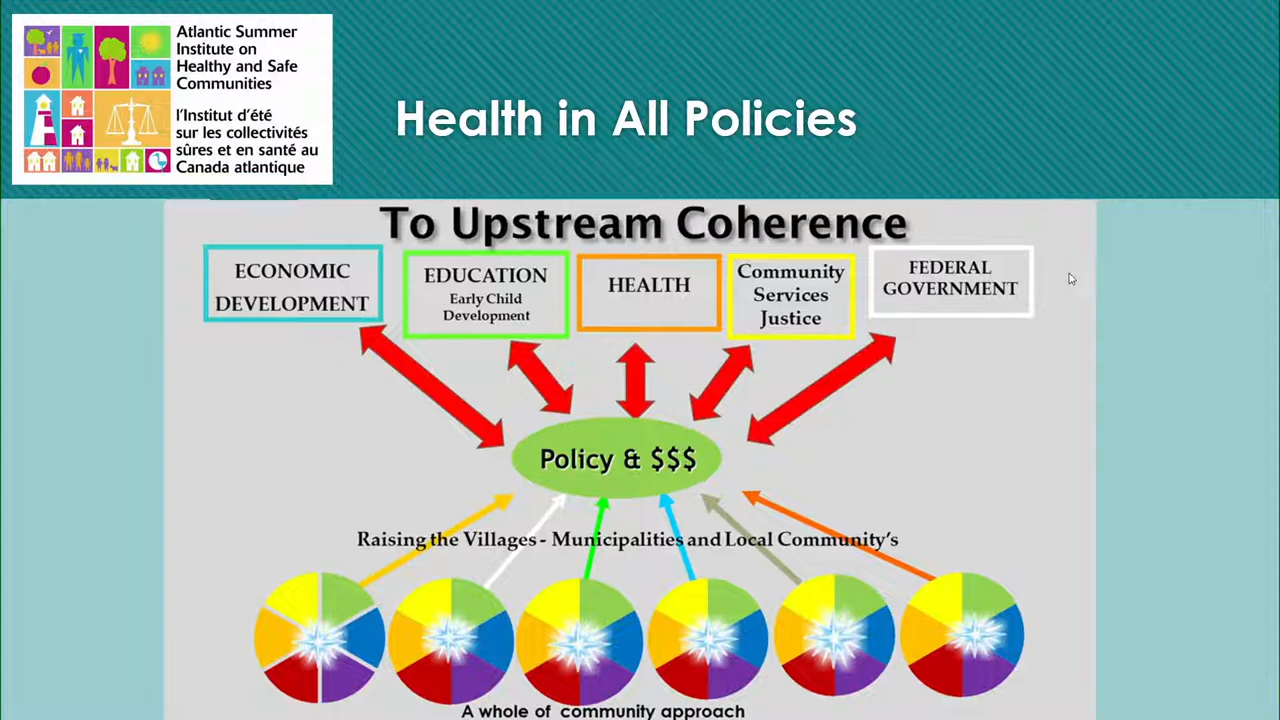 Atlantic Summer
Institute on
Healthy and Safe
Communities
l'Institut d'été
sur les collectivités
sûres et en santé au
Canada atlantique
Health in All Policies
To Upstream Coherence
ECONOMIC
DEVELOPMENT
EDUCATION
Early Child
Development
HEALTH
Community
Services
Justice
FEDERAL
GOVERNMENT
Policy & $$$
Raising the Villages - Municipalities and Local Community's
A whole of community approach